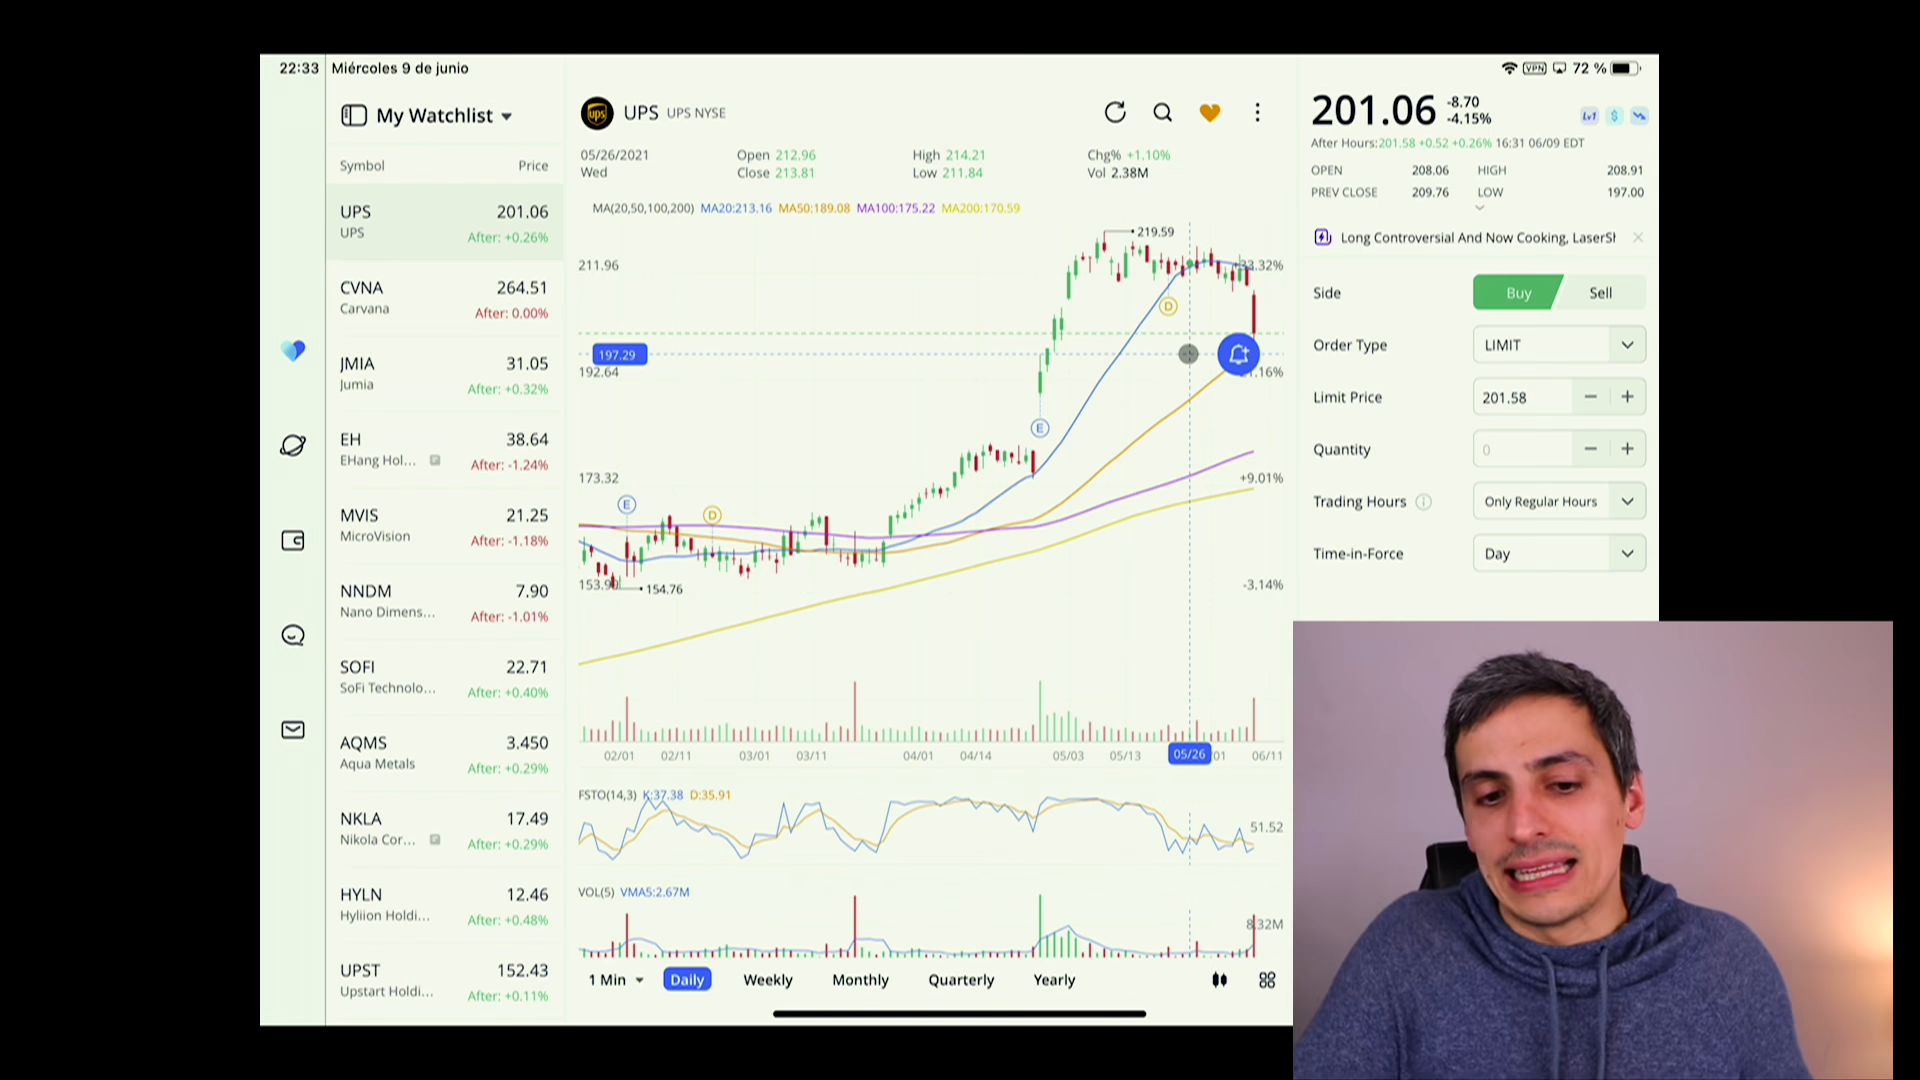 22:33 Miércoles 9 de junio
VPN 72 %
My Watchlist
Symbol Price
UPS 201.06
UPS After: +0.26%
CVNA 264.51
Carvana After: 0.00%
JMIA 31.05
Jumia After: +0.32%
EH 38.64
EHang Hol... After: -1.24%
MVIS 21.25
MicroVision After: -1.18%
NNDM 7.90
Nano Dimens... After: -1.01%
SOFI 22.71
SoFi Technolo... After: +0.40%
AQMS 3.450
Aqua Metals After: +0.29%
NKLA 17.49
Nikola Cor... After: +0.29%
HYLN 12.46
Hyliion Holdi... After: +0.48%
UPST 152.43
Upstart Holdi... After: +0.11%
ups UPS UPS NYSE
05/26/2021 Open 212.96 High 214.21 Chg% +1.10%
Wed Close 213.81 Low 211.84 Vol 2.38M
MA(20,50,100,200) MA20:213.16 MA50:189.08 MA100:175.22 MA200:170.59
219.59
211.96 +33.32%
D
197.29
192.64
E
173.32 +9.01%
E D
154.76 -3.14%
02/01 02/11 03/01 03/11 04/01 04/14 05/03 05/13 05/26 01 06/11
FSTO(14,3) K:37.38 D:35.91
51.52
VOL(5) VMA5:2.67M
8.32M
1 Min Daily Weekly Monthly Quarterly Yearly
201.06 -8.70
-4.15%
Lv1 $
After Hours:201.58 +0.52 +0.26% 16:31 06/09 EDT
OPEN 208.06 HIGH 208.91
PREV CLOSE 209.76 LOW 197.00
Long Controversial And Now Cooking, LaserSh
Side Buy Sell
Order Type LIMIT
Limit Price 201.58 − +
Quantity 0 − +
Trading Hours Only Regular Hours
Time-in-Force Day